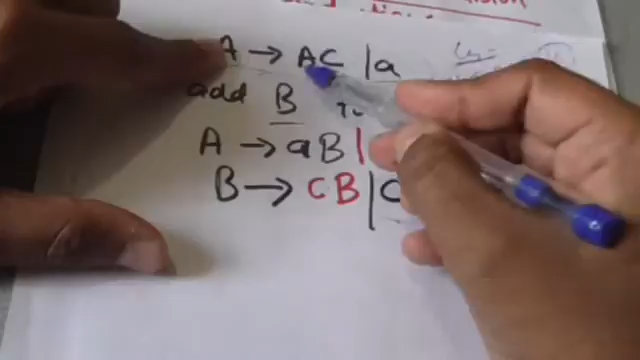 A → AC | a
add B
A → aB |
B → CB | C